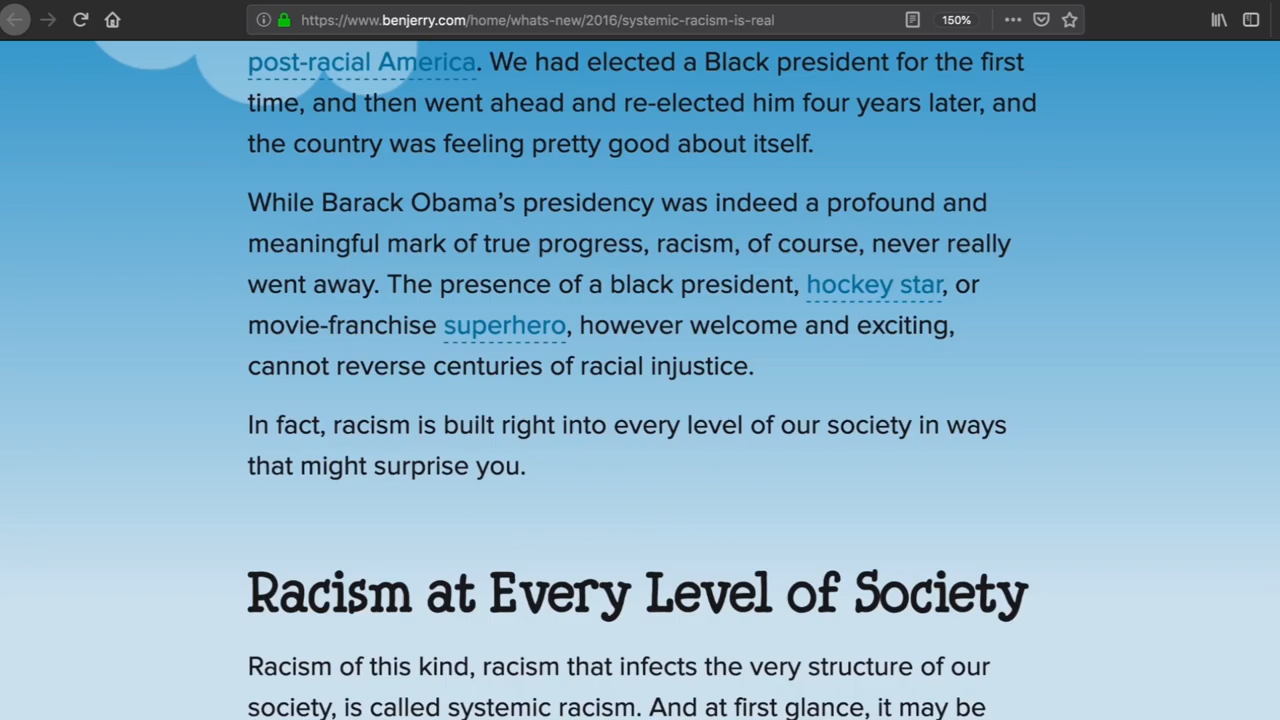 https://www.benjerry.com/home/whats-new/2016/systemic-racism-is-real
150%
post-racial America. We had elected a Black president for the first
time, and then went ahead and re-elected him four years later, and
the country was feeling pretty good about itself.
While Barack Obama’s presidency was indeed a profound and
meaningful mark of true progress, racism, of course, never really
went away. The presence of a black president, hockey star, or
movie-franchise superhero, however welcome and exciting,
cannot reverse centuries of racial injustice.
In fact, racism is built right into every level of our society in ways
that might surprise you.
Racism at Every Level of Society
Racism of this kind, racism that infects the very structure of our
society, is called systemic racism. And at first glance, it may be